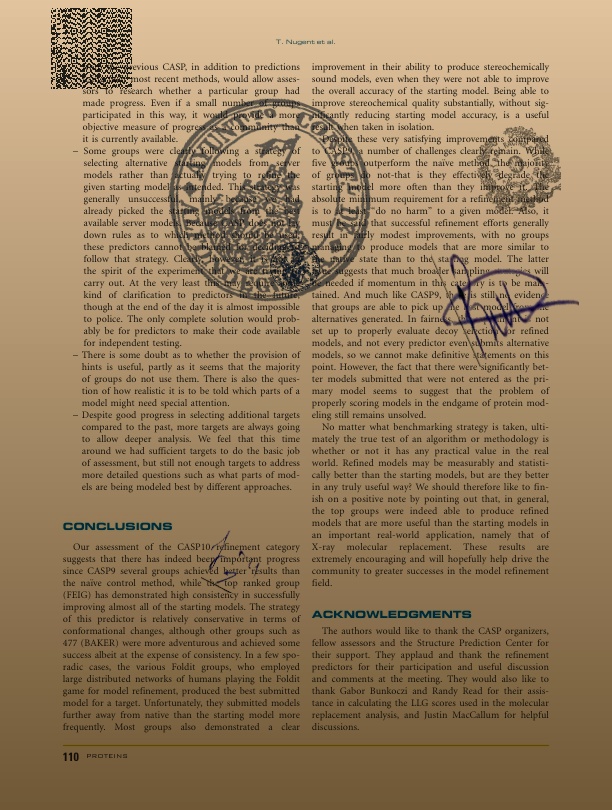 T. Nugent et al.
evious CASP, in addition to predictions
most recent methods, would allow asses-
sors to research whether a particular group had
made progress. Even if a small number of groups
participated in this way, it would provide a more
objective measure of progress as a community than
it is currently available.
– Some groups were clearly following a strategy of
selecting alternative starting models from server
models rather than actually trying to refine the
given starting model as intended. This strategy was
generally unsuccessful, mainly because we had
already picked the starting models from the best
available server models. Because CASP does not lay
down rules as to which method should be used,
these predictors cannot be blamed for deciding to
follow that strategy. Clearly, however, it is not in
the spirit of the experiment that we are trying to
carry out. At the very least this may require some
kind of clarification to predictors in the future,
though at the end of the day it is almost impossible
to police. The only complete solution would prob-
ably be for predictors to make their code available
for independent testing.
– There is some doubt as to whether the provision of
hints is useful, partly as it seems that the majority
of groups do not use them. There is also the ques-
tion of how realistic it is to be told which parts of a
model might need special attention.
– Despite good progress in selecting additional targets
compared to the past, more targets are always going
to allow deeper analysis. We feel that this time
around we had sufficient targets to do the basic job
of assessment, but still not enough targets to address
more detailed questions such as what parts of mod-
els are being modeled best by different approaches.
CONCLUSIONS
Our assessment of the CASP10 refinement category
suggests that there has indeed been important progress
since CASP9 several groups achieved better results than
the naïve control method, while the top ranked group
(FEIG) has demonstrated high consistency in successfully
improving almost all of the starting models. The strategy
of this predictor is relatively conservative in terms of
conformational changes, although other groups such as
477 (BAKER) were more adventurous and achieved some
success albeit at the expense of consistency. In a few spo-
radic cases, the various Foldit groups, who employed
large distributed networks of humans playing the Foldit
game for model refinement, produced the best submitted
model for a target. Unfortunately, they submitted models
further away from native than the starting model more
frequently. Most groups also demonstrated a clear
improvement in their ability to produce stereochemically
sound models, even when they were not able to improve
the overall accuracy of the starting model. Being able to
improve stereochemical quality substantially, without sig-
nificantly reducing starting model accuracy, is a useful
result when taken in isolation.
Despite these very satisfying improvements compared
to CASP9, a number of challenges clearly remain. While
five groups outperform the naïve method, the majority
of groups do not-that is they effectively degrade the
starting model more often than they improve it. The
absolute minimum requirement for a refinement method
is to at least "do no harm" to a given model. Also, it
must be said that successful refinement efforts generally
result in only modest improvements, with no groups
managing to produce models that are more similar to
the native state than to the starting model. The latter
issue suggests that much broader sampling strategies will
be needed if momentum in this category is to be main-
tained. And much like CASP9, there is still no evidence
that groups are able to pick out the best model from the
alternatives generated. In fairness, this experiment is not
set up to properly evaluate decoy selection for refined
models, and not every predictor even submits alternative
models, so we cannot make definitive statements on this
point. However, the fact that there were significantly bet-
ter models submitted that were not entered as the pri-
mary model seems to suggest that the problem of
properly scoring models in the endgame of protein mod-
eling still remains unsolved.
No matter what benchmarking strategy is taken, ulti-
mately the true test of an algorithm or methodology is
whether or not it has any practical value in the real
world. Refined models may be measurably and statisti-
cally better than the starting models, but are they better
in any truly useful way? We should therefore like to fin-
ish on a positive note by pointing out that, in general,
the top groups were indeed able to produce refined
models that are more useful than the starting models in
an important real-world application, namely that of
X-ray molecular replacement. These results are
extremely encouraging and will hopefully help drive the
community to greater successes in the model refinement
field.
ACKNOWLEDGMENTS
The authors would like to thank the CASP organizers,
fellow assessors and the Structure Prediction Center for
their support. They applaud and thank the refinement
predictors for their participation and useful discussion
and comments at the meeting. They would also like to
thank Gabor Bunkoczi and Randy Read for their assis-
tance in calculating the LLG scores used in the molecular
replacement analysis, and Justin MacCallum for helpful
discussions.
110 PROTEINS